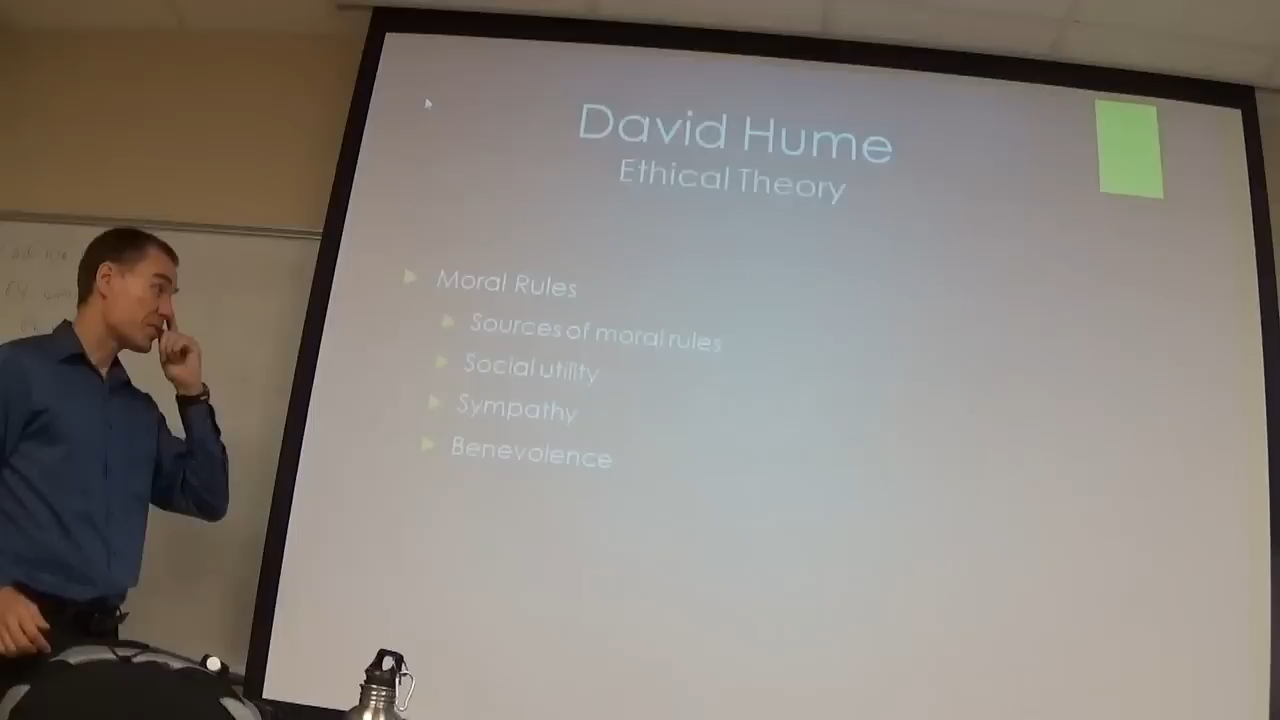 David Hume
Ethical Theory
Moral Rules
Sources of moral rules
Social utility
Sympathy
Benevolence